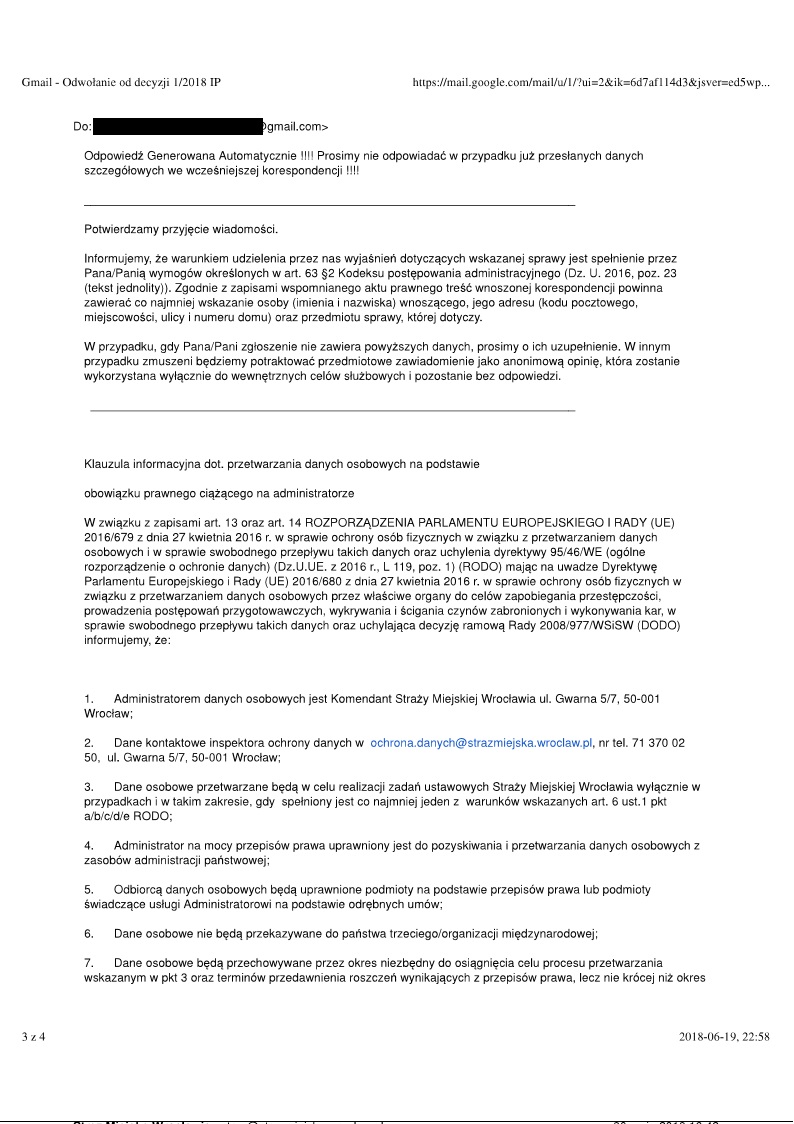 Gmail - Odwołanie od decyzji 1/2018 IP
https://mail.google.com/mail/u/1/?ui=2&ik=6d7af114d3&jsver=ed5wp...
Do: @gmail.com>
Odpowiedź Generowana Automatycznie !!!! Prosimy nie odpowiadać w przypadku już przesłanych danych
szczegółowych we wcześniejszej korespondencji !!!!
Potwierdzamy przyjęcie wiadomości.
Informujemy, że warunkiem udzielenia przez nas wyjaśnień dotyczących wskazanej sprawy jest spełnienie przez
Pana/Panią wymogów określonych w art. 63 §2 Kodeksu postępowania administracyjnego (Dz. U. 2016, poz. 23
(tekst jednolity)). Zgodnie z zapisami wspomnianego aktu prawnego treść wnoszonej korespondencji powinna
zawierać co najmniej wskazanie osoby (imienia i nazwiska) wnoszącego, jego adresu (kodu pocztowego,
miejscowości, ulicy i numeru domu) oraz przedmiotu sprawy, której dotyczy.
W przypadku, gdy Pana/Pani zgłoszenie nie zawiera powyższych danych, prosimy o ich uzupełnienie. W innym
przypadku zmuszeni będziemy potraktować przedmiotowe zawiadomienie jako anonimową opinię, która zostanie
wykorzystana wyłącznie do wewnętrznych celów służbowych i pozostanie bez odpowiedzi.
Klauzula informacyjna dot. przetwarzania danych osobowych na podstawie
obowiązku prawnego ciążącego na administratorze
W związku z zapisami art. 13 oraz art. 14 ROZPORZĄDZENIA PARLAMENTU EUROPEJSKIEGO I RADY (UE)
2016/679 z dnia 27 kwietnia 2016 r. w sprawie ochrony osób fizycznych w związku z przetwarzaniem danych
osobowych i w sprawie swobodnego przepływu takich danych oraz uchylenia dyrektywy 95/46/WE (ogólne
rozporządzenie o ochronie danych) (Dz.U.UE. z 2016 r., L 119, poz. 1) (RODO) mając na uwadze Dyrektywę
Parlamentu Europejskiego i Rady (UE) 2016/680 z dnia 27 kwietnia 2016 r. w sprawie ochrony osób fizycznych w
związku z przetwarzaniem danych osobowych przez właściwe organy do celów zapobiegania przestępczości,
prowadzenia postępowań przygotowawczych, wykrywania i ścigania czynów zabronionych i wykonywania kar, w
sprawie swobodnego przepływu takich danych oraz uchylająca decyzję ramową Rady 2008/977/WSiSW (DODO)
informujemy, że:
1. Administratorem danych osobowych jest Komendant Straży Miejskiej Wrocławia ul. Gwarna 5/7, 50-001
Wrocław;
2. Dane kontaktowe inspektora ochrony danych w ochrona.danych@strazmiejska.wroclaw.pl, nr tel. 71 370 02
50, ul. Gwarna 5/7, 50-001 Wrocław;
3. Dane osobowe przetwarzane będą w celu realizacji zadań ustawowych Straży Miejskiej Wrocławia wyłącznie w
przypadkach i w takim zakresie, gdy spełniony jest co najmniej jeden z warunków wskazanych art. 6 ust.1 pkt
a/b/c/d/e RODO;
4. Administrator na mocy przepisów prawa uprawniony jest do pozyskiwania i przetwarzania danych osobowych z
zasobów administracji państwowej;
5. Odbiorcą danych osobowych będą uprawnione podmioty na podstawie przepisów prawa lub podmioty
świadczące usługi Administratorowi na podstawie odrębnych umów;
6. Dane osobowe nie będą przekazywane do państwa trzeciego/organizacji międzynarodowej;
7. Dane osobowe będą przechowywane przez okres niezbędny do osiągnięcia celu procesu przetwarzania
wskazanym w pkt 3 oraz terminów przedawnienia roszczeń wynikających z przepisów prawa, lecz nie krócej niż okres
3 z 4
2018-06-19, 22:58